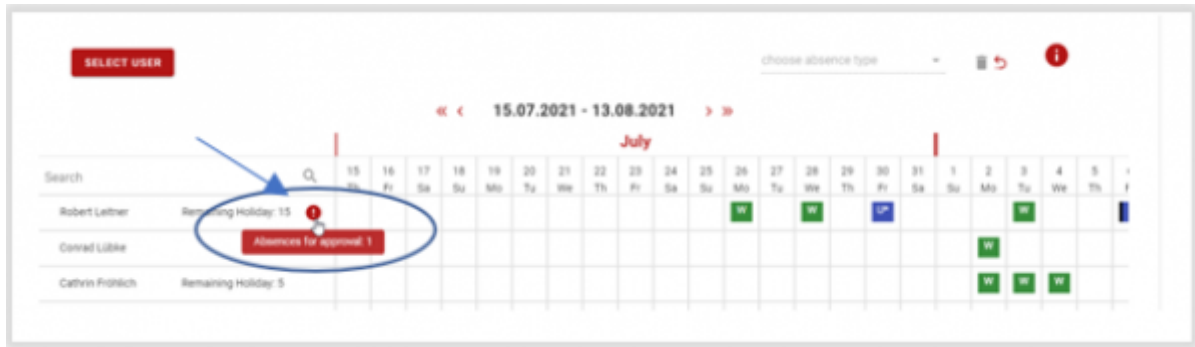 SELECT USER
choose absence type
15.07.2021 - 13.08.2021
July
Search
15 16 17 18 19 20 21 22 23 24 25 26 27 28 29 30 31 1 2 3 4 5
Th Fr Sa Su Mo Tu We Th Fr Sa Su Mo Tu We Th Fr Sa Su Mo Tu We Th
Robert Leitner Remaining Holiday: 15 W W U* W
Absences for approval: 1
Conrad Lübke W
Cathrin Fröhlich Remaining Holiday: 5 W W W